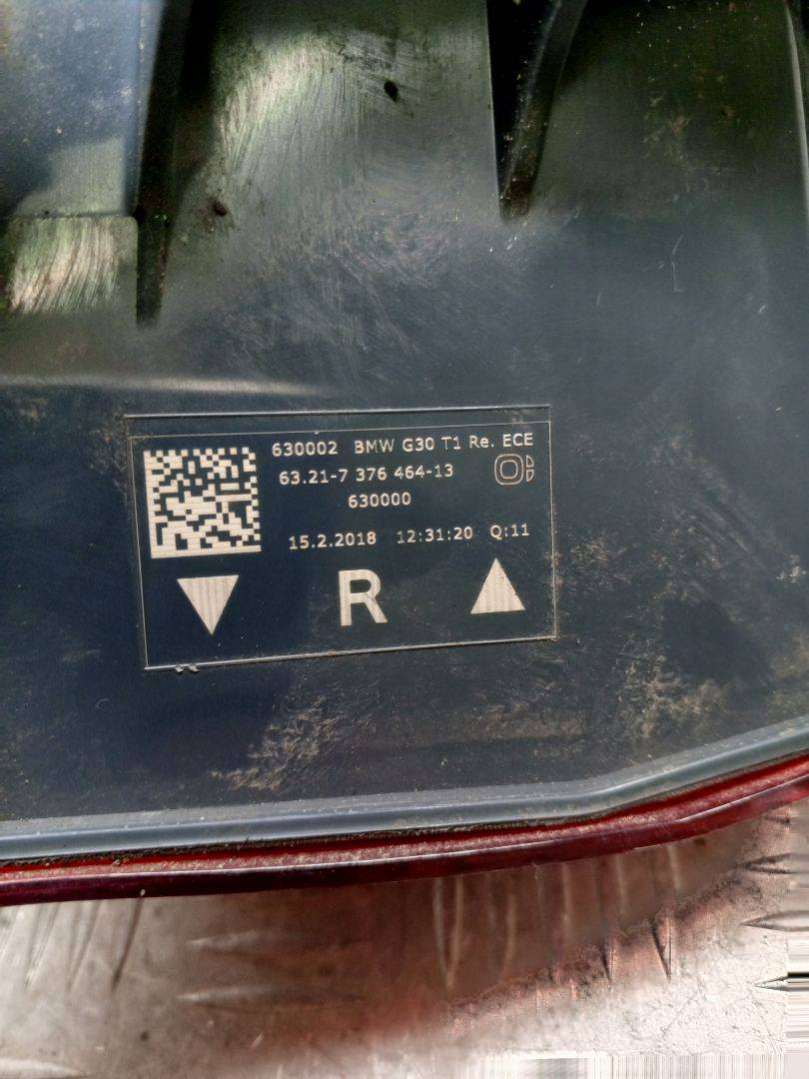 630002 BMW G30 T1 Re. ECE
63.21-7 376 464-13
630000
15.2.2018 12:31:20 Q:11
R